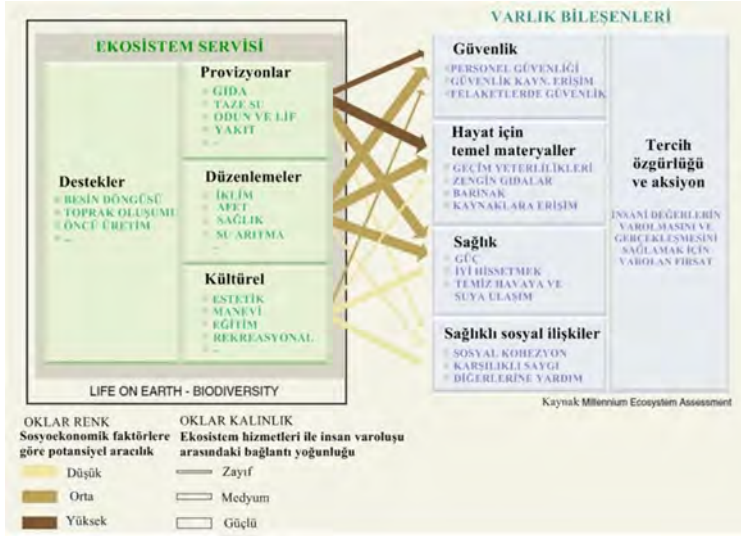 VARLIK BİLEŞENLERİ
EKOSİSTEM SERVİSİ
Destekler
BESİN DÖNGÜSÜ
TOPRAK OLUŞUMU
ÖNCÜ ÜRETİM
...
Provizyonlar
GIDA
TAZE SU
ODUN VE LİF
YAKIT
...
Düzenlemeler
İKLİM
AFET
SAĞLIK
SU ARITMA
...
Kültürel
ESTETİK
MANEVİ
EĞİTİM
REKREASYONAL
...
LIFE ON EARTH - BIODIVERSITY
Güvenlik
PERSONEL GÜVENLİĞİ
GÜVENLİK KAYN. ERİŞİM
FELAKETLERDE GÜVENLİK
Hayat için
temel materyaller
GEÇİM YETERLİLİKLERİ
ZENGİN GIDALAR
BARINAK
KAYNAKLARA ERİŞİM
Sağlık
GÜÇ
İYİ HİSSETMEK
TEMİZ HAVAYA VE
SUYA ULAŞIM
Sağlıklı sosyal ilişkiler
SOSYAL KOHEZYON
KARŞILIKLI SAYGI
DİĞERLERİNE YARDIM
Tercih
özgürlüğü
ve aksiyon
İNSANİ DEĞERLERİN
VAROLMASINI VE
GERÇEKLEŞMESİNİ
SAĞLAMAK İÇİN
VAROLAN FIRSAT
Kaynak Millennium Ecosystem Assessment
OKLAR RENK
Sosyoekonomik faktörlere
göre potansiyel aracılık
Düşük
Orta
Yüksek
OKLAR KALINLIK
Ekosistem hizmetleri ile insan varoluşu
arasındaki bağlantı yoğunluğu
Zayıf
Medyum
Güçlü